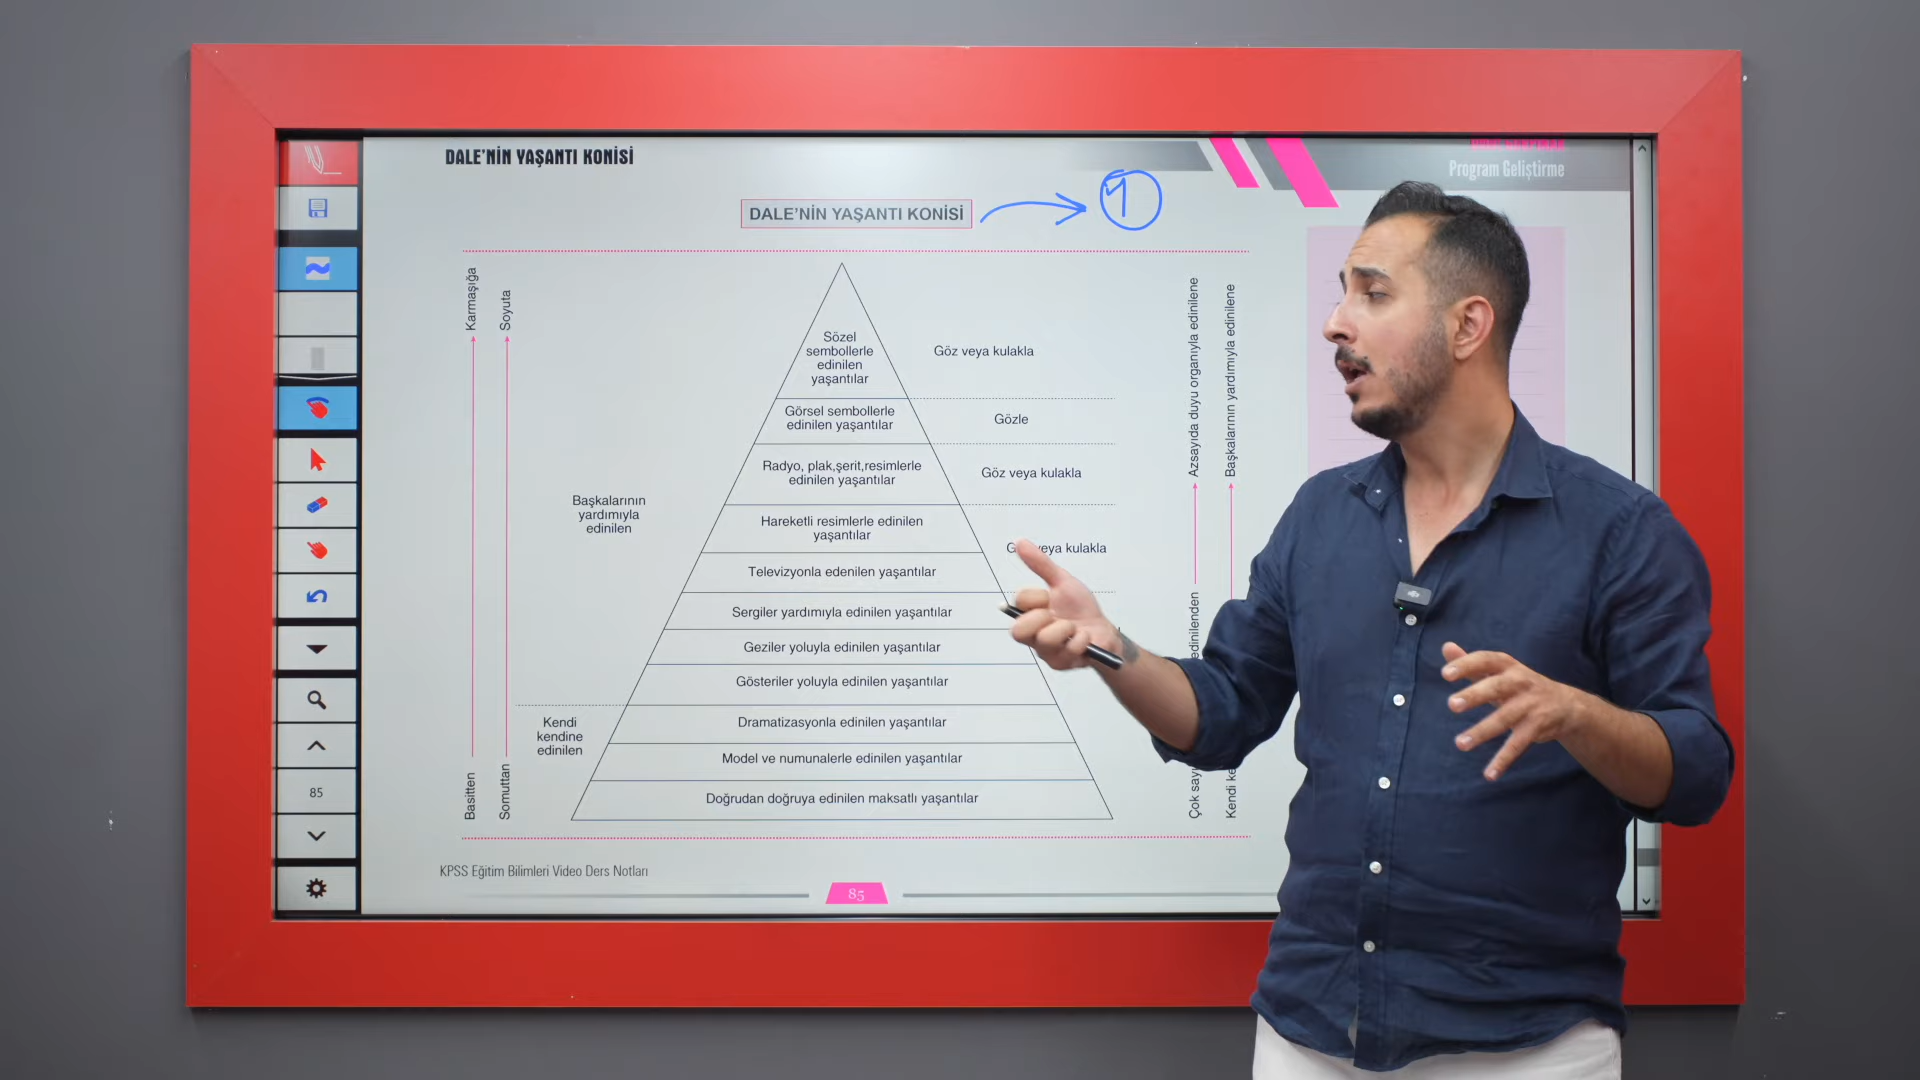 DALE'NİN YAŞANTI KONİSİ
Program Geliştirme
DALE'NİN YAŞANTI KONİSİ
Karmaşığa
Soyuta
Basitten
Somuttan
Sözel
sembollerle
edinilen
yaşantılar
Göz veya kulakla
Görsel sembollerle
edinilen yaşantılar
Gözle
Radyo, plak,şerit,resimlerle
edinilen yaşantılar
Göz veya kulakla
Başkalarının
yardımıyla
edinilen
Hareketli resimlerle edinilen
yaşantılar
veya kulakla
Televizyonla edenilen yaşantılar
Sergiler yardımıyla edinilen yaşantılar
Geziler yoluyla edinilen yaşantılar
Gösteriler yoluyla edinilen yaşantılar
Kendi
kendine
edinilen
Dramatizasyonla edinilen yaşantılar
Model ve numunalerle edinilen yaşantılar
Doğrudan doğruya edinilen maksatlı yaşantılar
Azsayıda duyu organıyla edinilene
Başkalarının yardımıyla edinilene
Çok edinilenden
Kendi
KPSS Eğitim Bilimleri Video Ders Notları
85
85